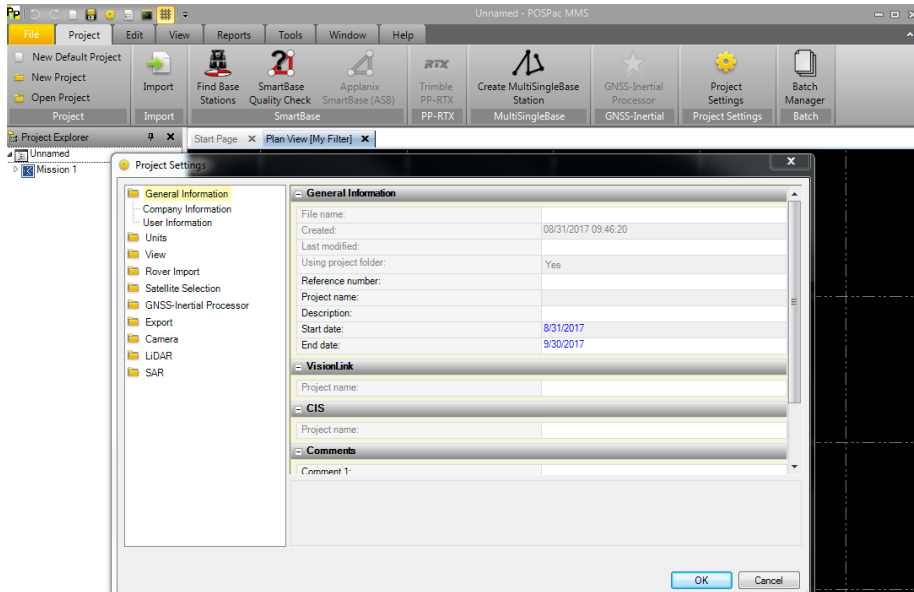 PP
Unnamed - POSPac MMS
File Project Edit View Reports Tools Window Help
New Default Project
New Project
Open Project
Project
Import
Import
Find Base
Stations
SmartBase
Quality Check
Applanix
SmartBase (ASB)
SmartBase
RTX
Trimble
PP-RTX
PP-RTX
Create MultiSingleBase
Station
MultiSingleBase
GNSS-Inertial
Processor
GNSS-Inertial
Project
Settings
Project Settings
Batch
Manager
Batch
Project Explorer
Start Page
Plan View [My Filter]
Unnamed
Mission 1
Project Settings
General Information
Company Information
User Information
Units
View
Rover Import
Satellite Selection
GNSS-Inertial Processor
Export
Camera
LiDAR
SAR
General Information
File name:
Created: 08/31/2017 09:46:20
Last modified:
Using project folder: Yes
Reference number:
Project name:
Description:
Start date: 8/31/2017
End date: 9/30/2017
VisionLink
Project name:
CIS
Project name:
Comments
Comment 1:
OK Cancel